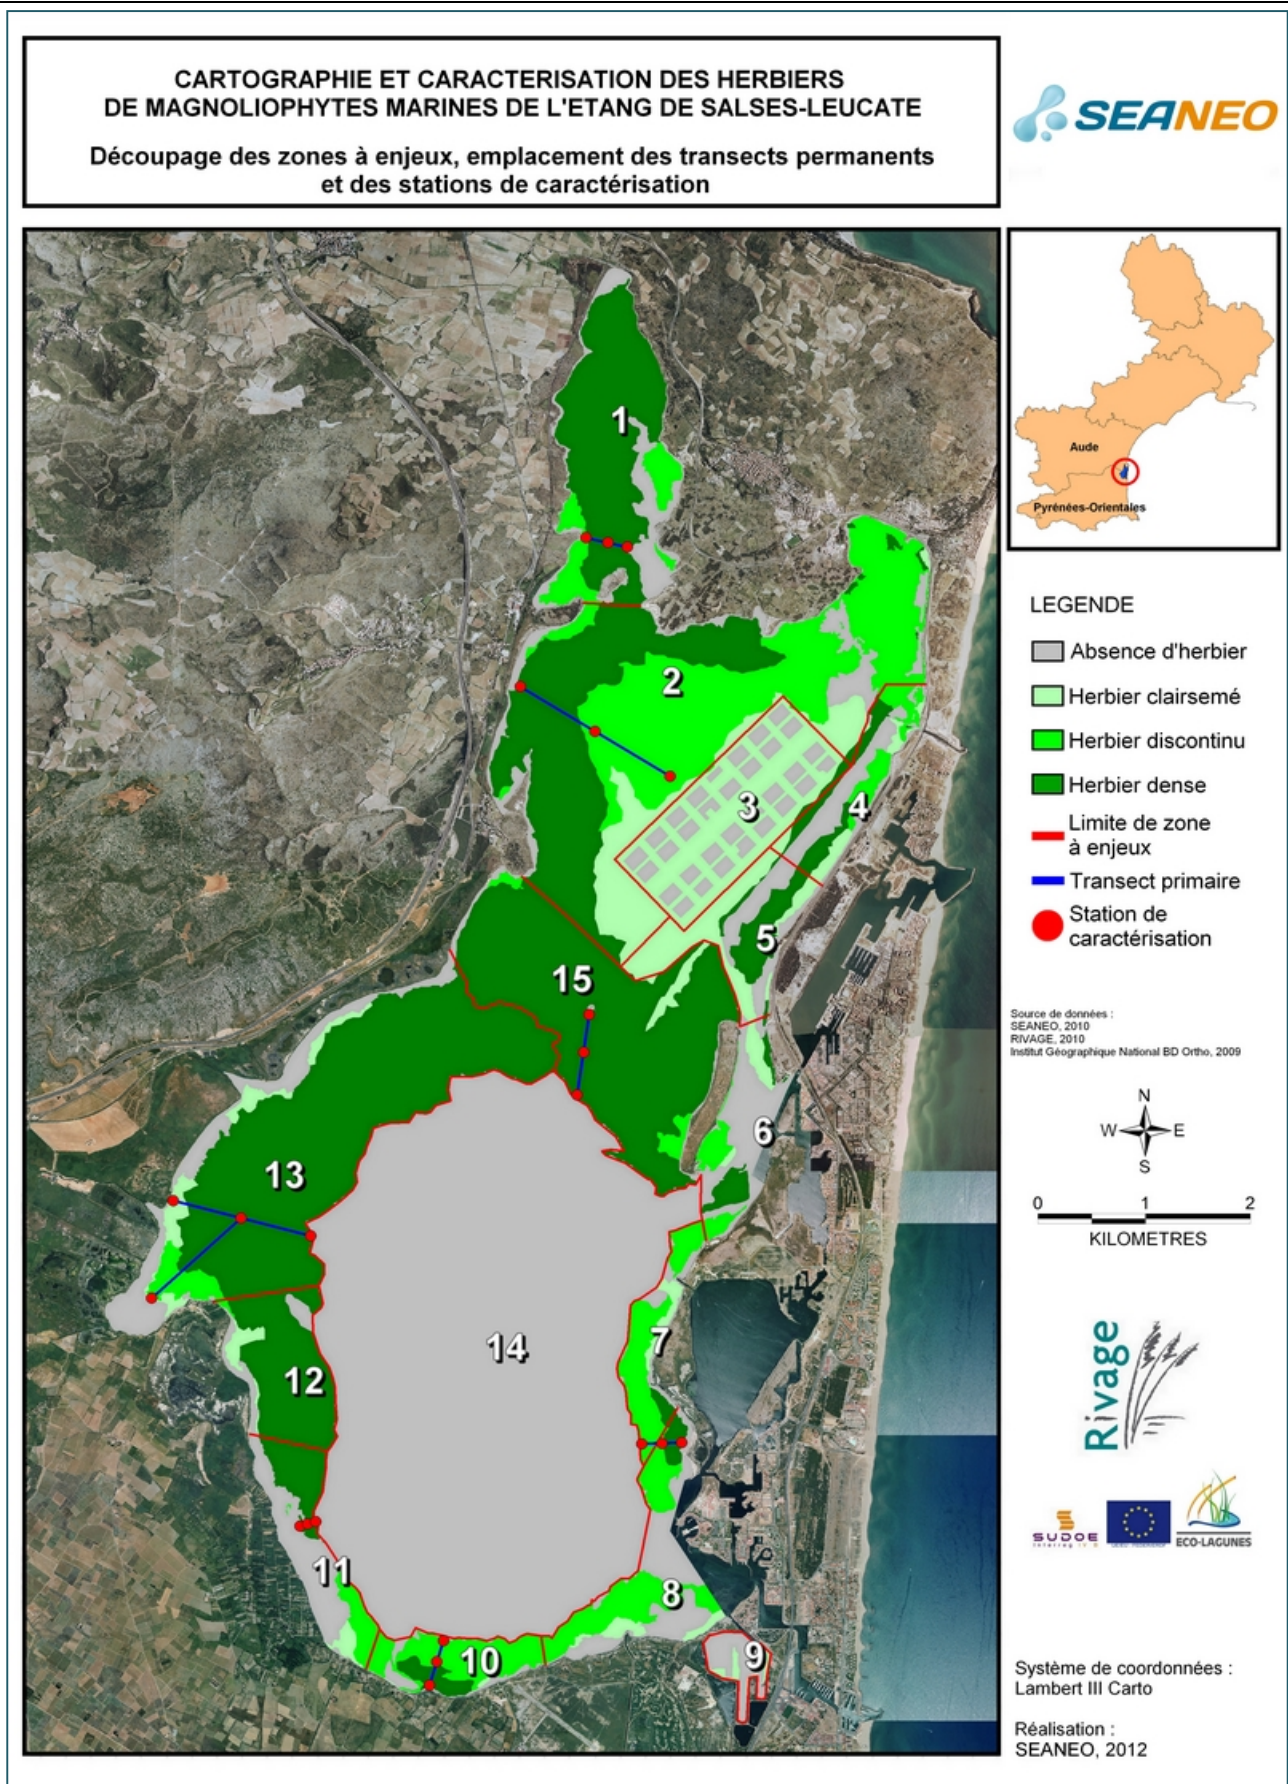 CARTOGRAPHIE ET CARACTERISATION DES HERBIERS
DE MAGNOLIOPHYTES MARINES DE L'ETANG DE SALSES-LEUCATE
Découpage des zones à enjeux, emplacement des transects permanents
et des stations de caractérisation
SEANEO
Aude
Pyrénées-Orientales
LEGENDE
Absence d'herbier
Herbier clairsemé
Herbier discontinu
Herbier dense
Limite de zone
à enjeux
Transect primaire
Station de
caractérisation
Source de données :
SEANEO, 2010
RIVAGE, 2010
Institut Géographique National BD Ortho, 2009
N
W E
S
0 1 2
KILOMETRES
Rivage
SUDOE
ECO-LAGUNES
Système de coordonnées :
Lambert III Carto
Réalisation :
SEANEO, 2012
1
2
3
4
5
15
6
13
14
7
12
11
8
10
9